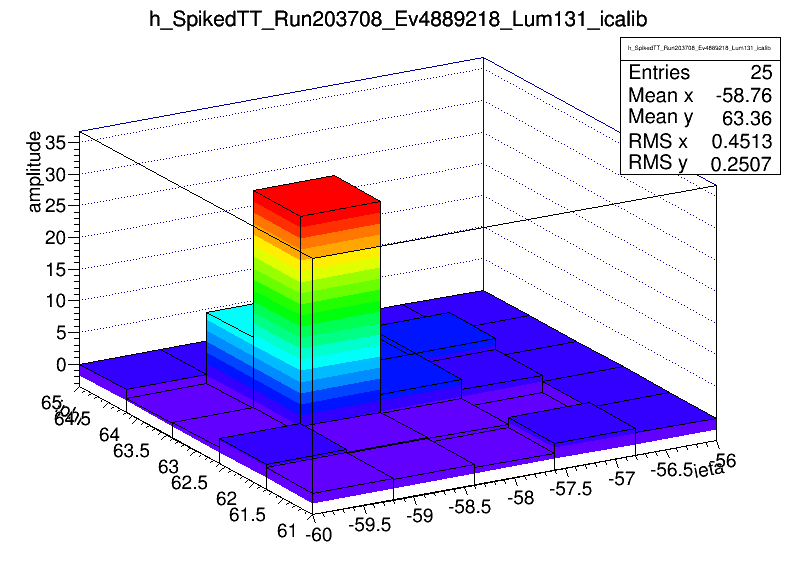 h_SpikedTT_Run203708_Ev4889218_Lum131_icalib
h_SpikedTT_Run203708_Ev4889218_Lum131_icalib
Entries 25
Mean x -58.76
Mean y 63.36
RMS x 0.4513
RMS y 0.2507
amplitude
35
30
25
20
15
10
5
0
65
64.5
64
63.5
63
62.5
62
61.5
61
-60
-59.5
-59
-58.5
-58
-57.5
-57
-56.5
-56
ieta